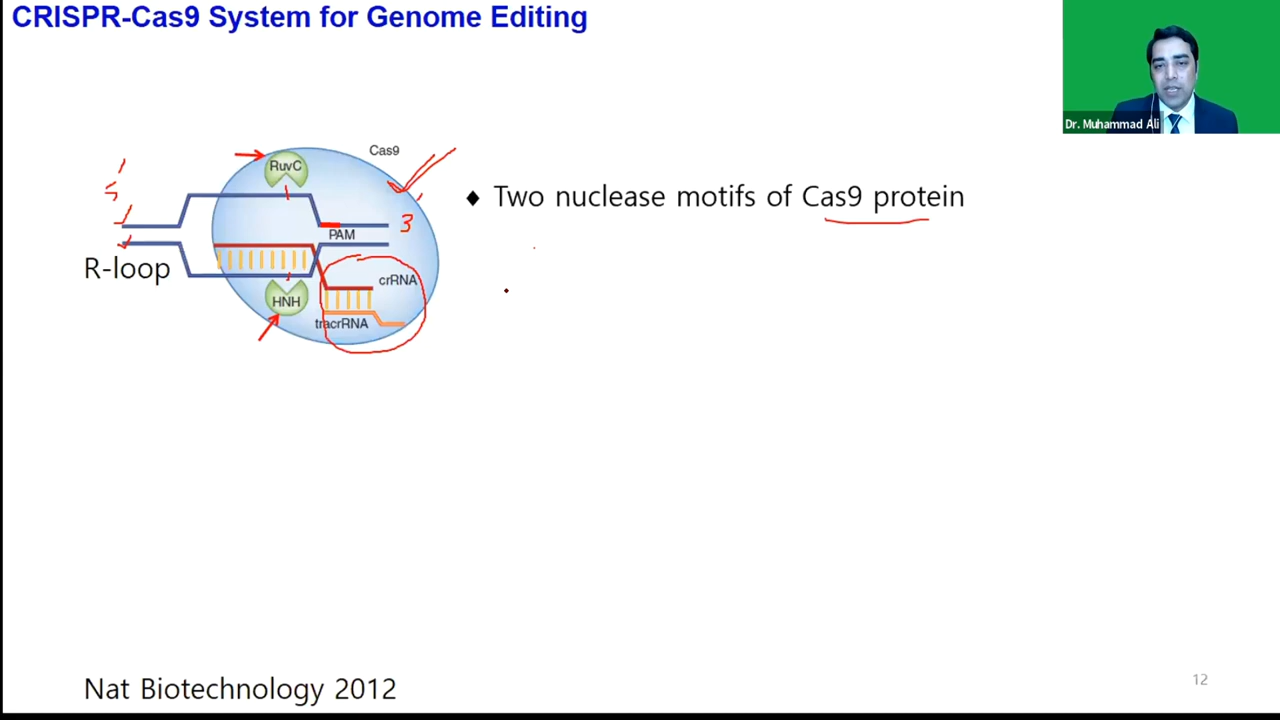 CRISPR-Cas9 System for Genome Editing
Dr. Muhammad Ali
Cas9
RuvC
5'
♦ Two nuclease motifs of Cas9 protein
3'
PAM
R-loop
crRNA
HNH
tracrRNA
Nat Biotechnology 2012
12